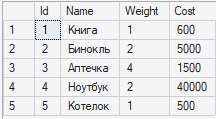 Id Name Weight Cost
1 1 Книга 1 600
2 2 Бинокль 2 5000
3 3 Аптечка 4 1500
4 4 Ноутбук 2 40000
5 5 Котелок 1 500